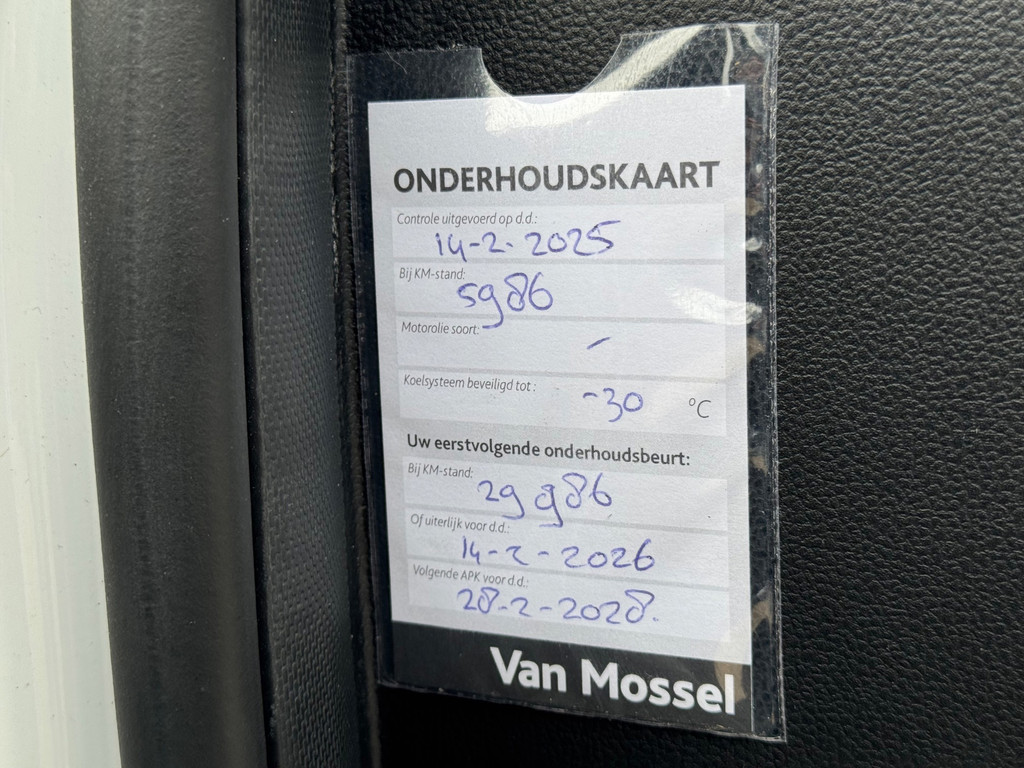 ONDERHOUDSKAART
Controle uitgevoerd op d.d.:
14-2-2025
Bij KM-stand:
5986
Motorolie soort:
-
Koelsysteem beveiligd tot:
-30 °C
Uw eerstvolgende onderhoudsbeurt:
Bij KM-stand:
29986
Of uiterlijk voor d.d.:
14-2-2026
Volgende APK voor d.d.:
28-2-2028.
Van Mossel